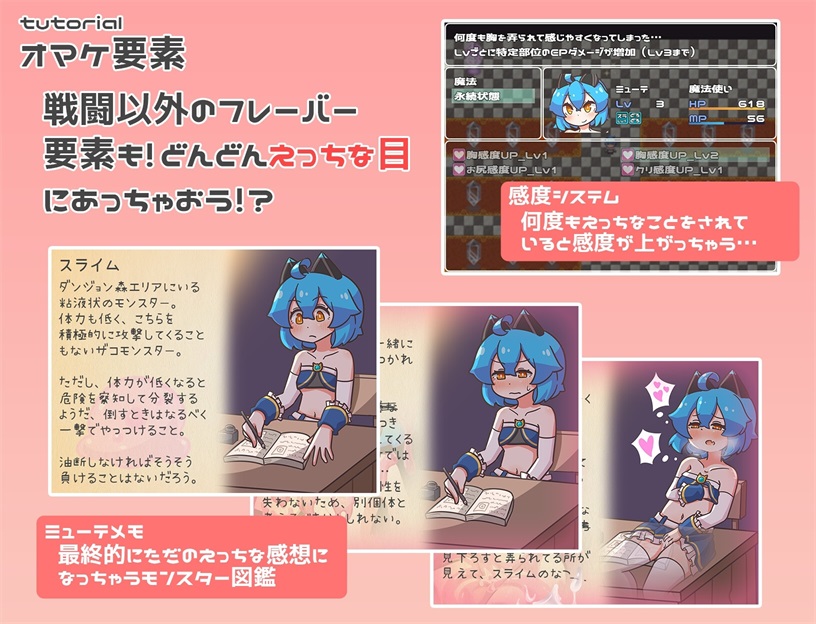 tutorial
オマケ要素
戦闘以外のフレーバー
要素も!どんどんえっちな目
にあっちゃおう!?
何度も胸を弄られて感じやすくなってしまった…
Lvごとに特定部位のEPダメージが増加(Lv3まで)
魔法
永続状態
ミューテ
Lv 3
魔法使い
HP 618
MP 56
胸感度UP_Lv1
胸感度UP_Lv2
お尻感度UP_Lv1
クリ感度UP_Lv1
感度システム
何度もえっちなことをされて
いると感度が上がっちゃう…
スライム
ダンジョン森エリアにいる
粘液状のモンスター。
体力も低く、こちらを
積極的に攻撃してくること
もないザコモンスター。
ただし、体力が低くなると
危険を察知して分裂する
ようだ、倒すときはなるべく
一撃でやっつけること。
油断しなければそうそう
負けることはないだろう。
一緒に
つかれ
つき
してくる
では
性を
失わないため、別個体と
しれない。
く
見下ろすと弄られてる所が
見えて、スライムのな
ミューテメモ
最終的にただのえっちな感想に
なっちゃうモンスター図鑑